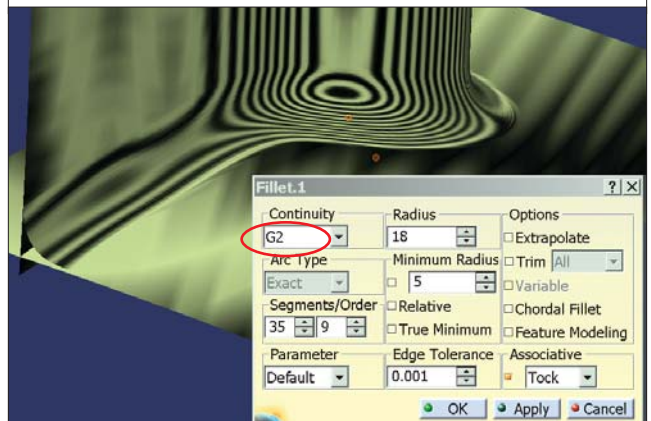 Fillet.1 ? X
Continuity Radius Options
G2 18 Extrapolate
Arc Type Minimum Radius Trim All
Exact 5 Variable
Segments/Order Relative Chordal Fillet
35 9 True Minimum Feature Modeling
Parameter Edge Tolerance Associative
Default 0.001 Tock
OK Apply Cancel